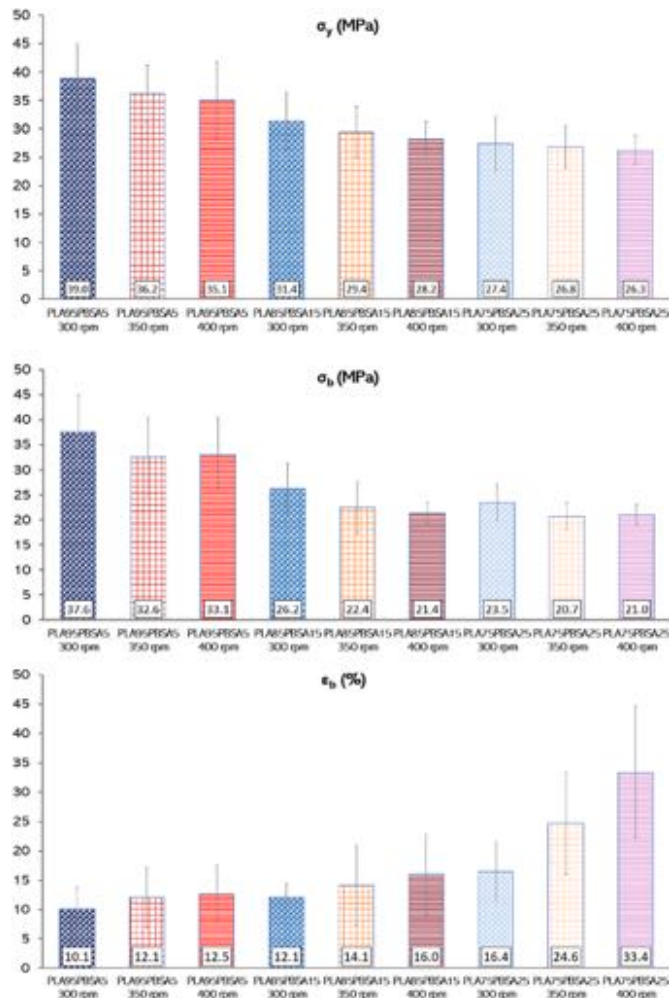 σy (MPa)
50
45
40
35
30
25
20
15
10
5
0
39.0 36.2 35.1 31.4 29.4 28.2 27.4 26.8 26.3
PLA95PBSA5 PLA95PBSA5 PLA95PBSA5 PLA85PBSA15 PLA85PBSA15 PLA85PBSA15 PLA75PBSA25 PLA75PBSA25 PLA75PBSA25
300 rpm 350 rpm 400 rpm 300 rpm 350 rpm 400 rpm 300 rpm 350 rpm 400 rpm
σb (MPa)
50
45
40
35
30
25
20
15
10
5
0
37.6 32.6 33.1 26.2 22.4 21.4 23.5 20.7 21.0
PLA95PBSA5 PLA95PBSA5 PLA95PBSA5 PLA85PBSA15 PLA85PBSA15 PLA85PBSA15 PLA75PBSA25 PLA75PBSA25 PLA75PBSA25
300 rpm 350 rpm 400 rpm 300 rpm 350 rpm 400 rpm 300 rpm 350 rpm 400 rpm
εb (%)
50
45
40
35
30
25
20
15
10
5
0
10.1 12.1 12.5 12.1 14.1 16.0 16.4 24.6 33.4
PLA95PBSA5 PLA95PBSA5 PLA95PBSA5 PLA85PBSA15 PLA85PBSA15 PLA85PBSA15 PLA75PBSA25 PLA75PBSA25 PLA75PBSA25
300 rpm 350 rpm 400 rpm 300 rpm 350 rpm 400 rpm 300 rpm 350 rpm 400 rpm